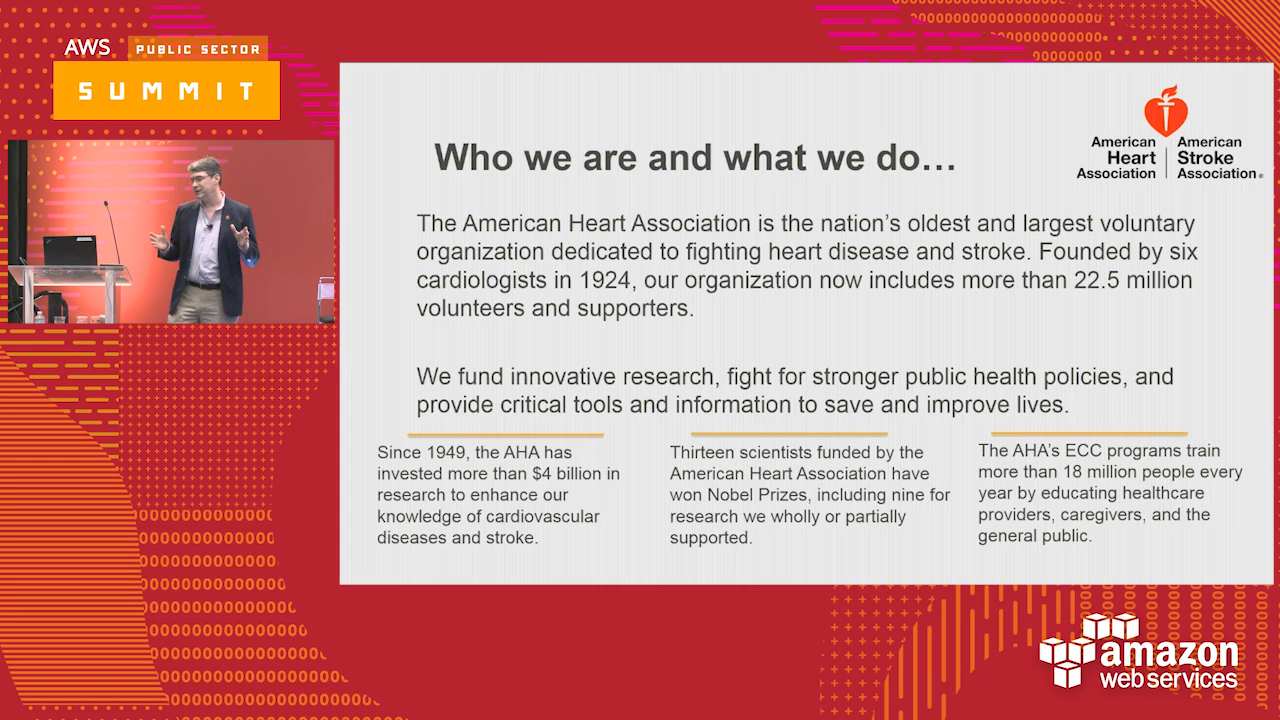 AWS PUBLIC SECTOR
SUMMIT
American Heart Association
American Stroke Association®
Who we are and what we do…
The American Heart Association is the nation's oldest and largest voluntary
organization dedicated to fighting heart disease and stroke. Founded by six
cardiologists in 1924, our organization now includes more than 22.5 million
volunteers and supporters.
We fund innovative research, fight for stronger public health policies, and
provide critical tools and information to save and improve lives.
Since 1949, the AHA has
invested more than $4 billion in
research to enhance our
knowledge of cardiovascular
diseases and stroke.
Thirteen scientists funded by the
American Heart Association have
won Nobel Prizes, including nine for
research we wholly or partially
supported.
The AHA's ECC programs train
more than 18 million people every
year by educating healthcare
providers, caregivers, and the
general public.
amazon
web services